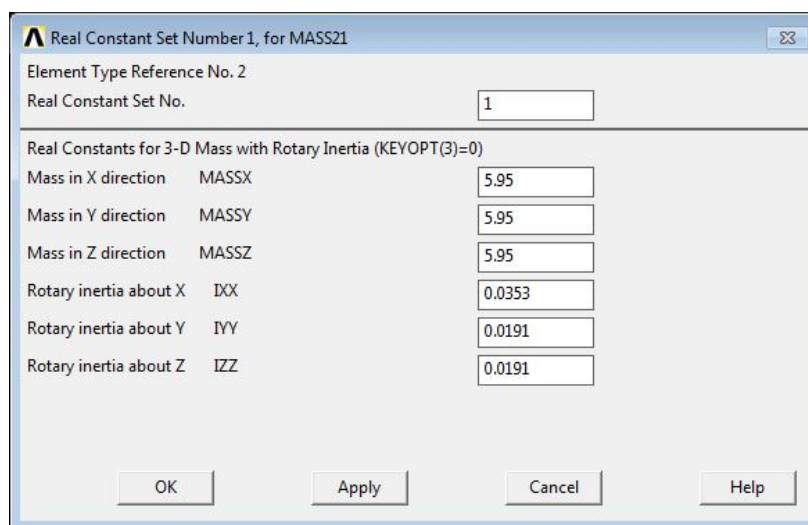 Real Constant Set Number 1, for MASS21
Element Type Reference No. 2
Real Constant Set No. 1
Real Constants for 3-D Mass with Rotary Inertia (KEYOPT(3)=0)
Mass in X direction MASSX 5.95
Mass in Y direction MASSY 5.95
Mass in Z direction MASSZ 5.95
Rotary inertia about X IXX 0.0353
Rotary inertia about Y IYY 0.0191
Rotary inertia about Z IZZ 0.0191
OK Apply Cancel Help